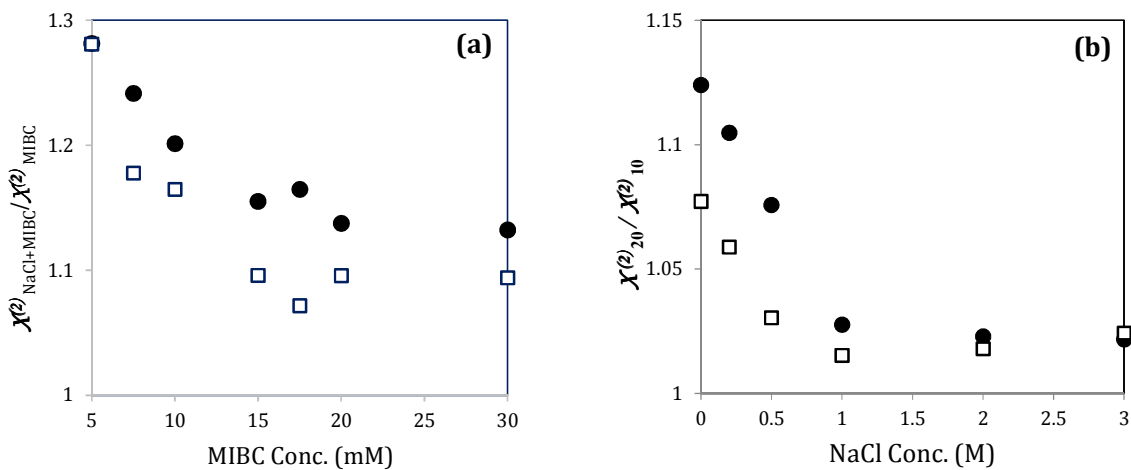 (a)
1.3
1.2
1.1
1
5 10 15 20 25 30
MIBC Conc. (mM)
χ(2)NaCl+MIBC/χ(2)MIBC
(b)
1.15
1.1
1.05
1
0 0.5 1 1.5 2 2.5 3
NaCl Conc. (M)
χ(2)20 / χ(2)10